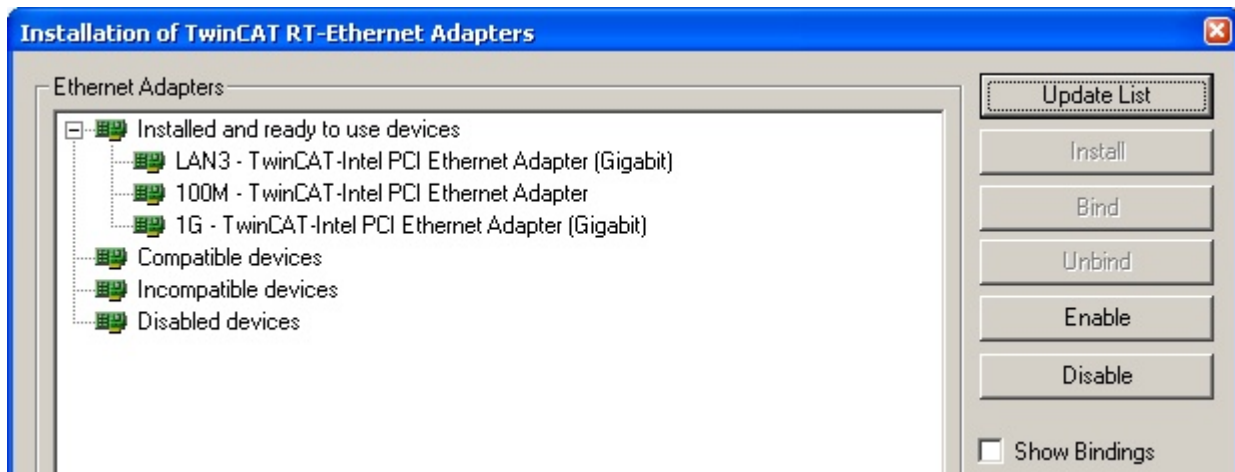 Installation of TwinCAT RT-Ethernet Adapters
Ethernet Adapters
Installed and ready to use devices
LAN3 - TwinCAT-Intel PCI Ethernet Adapter (Gigabit)
100M - TwinCAT-Intel PCI Ethernet Adapter
1G - TwinCAT-Intel PCI Ethernet Adapter (Gigabit)
Compatible devices
Incompatible devices
Disabled devices
Update List
Install
Bind
Unbind
Enable
Disable
Show Bindings